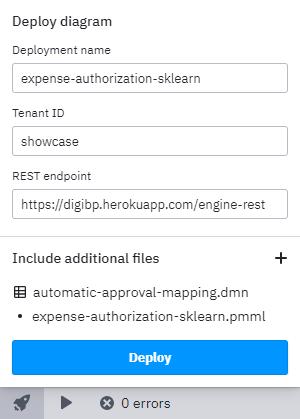 Deploy diagram
Deployment name
expense-authorization-sklearn
Tenant ID
showcase
REST endpoint
https://digibp.herokuapp.com/engine-rest
Include additional files
automatic-approval-mapping.dmn
expense-authorization-sklearn.pmml
Deploy
0 errors